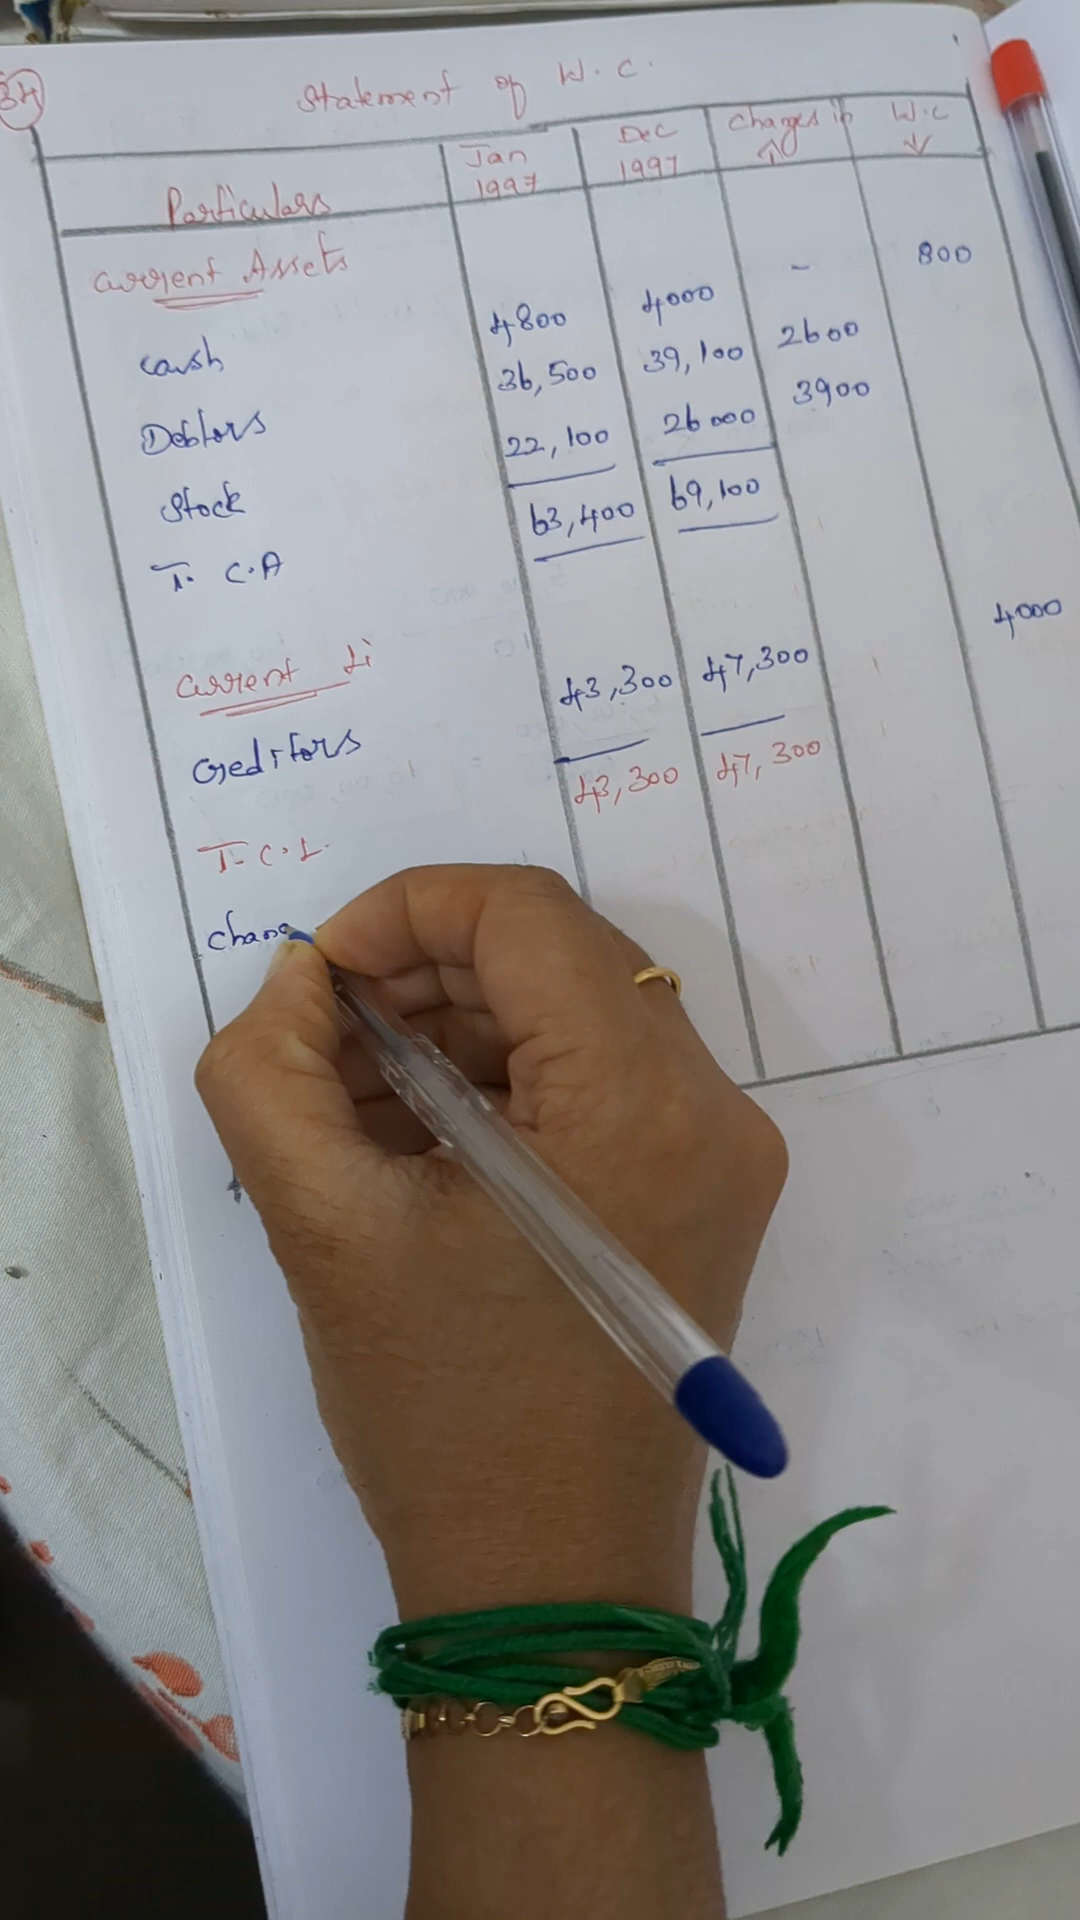 34
Statement of W.C.
Particulars Jan 1997 Dec 1997 Changes in ↑ W.C ↓
Current Assets
Cash 4800 4000 - 800
Debtors 36,500 39,100 2600
Stock 22,100 26000 3900
T. C.A 63,400 69,100
Current Li
Creditors 43,300 47,300 4000
T.C.L. 43,300 47,300
Chang